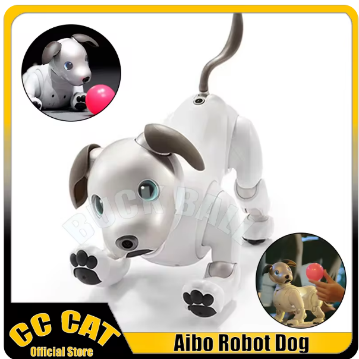 CC CAT
Official Store
Aibo Robot Dog